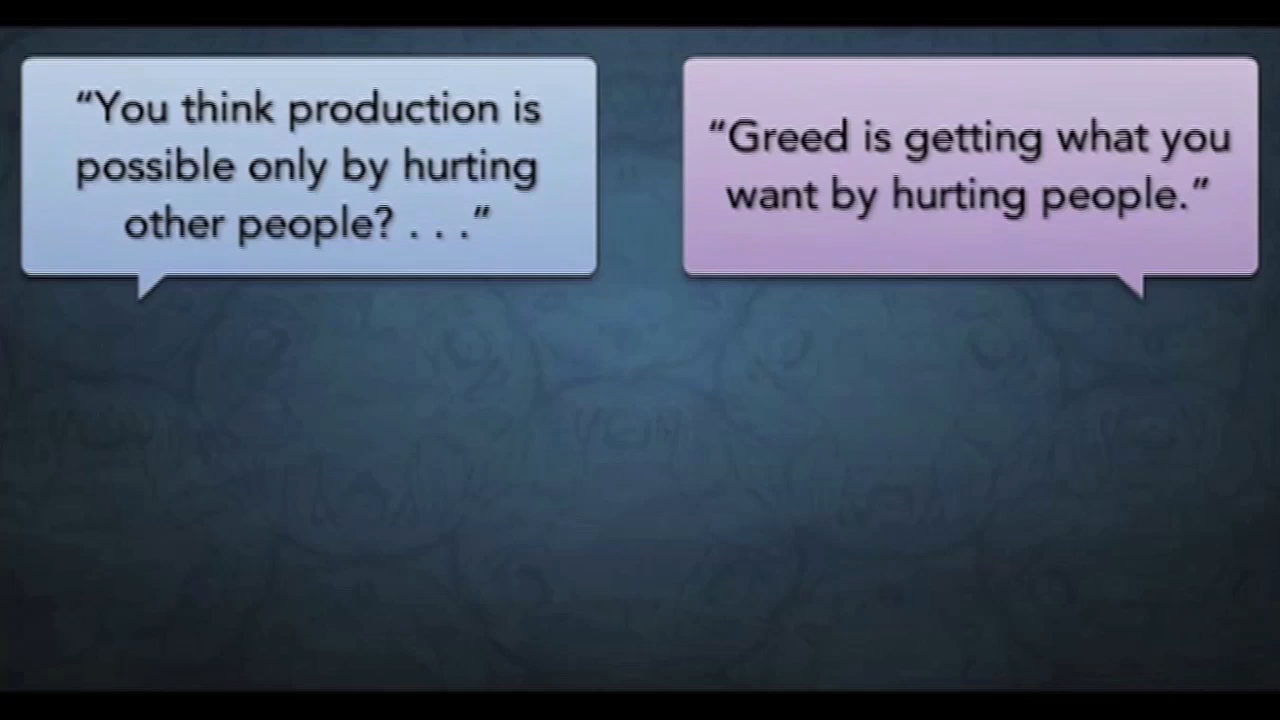 “You think production is
possible only by hurting
other people? . . .”
“Greed is getting what you
want by hurting people.”